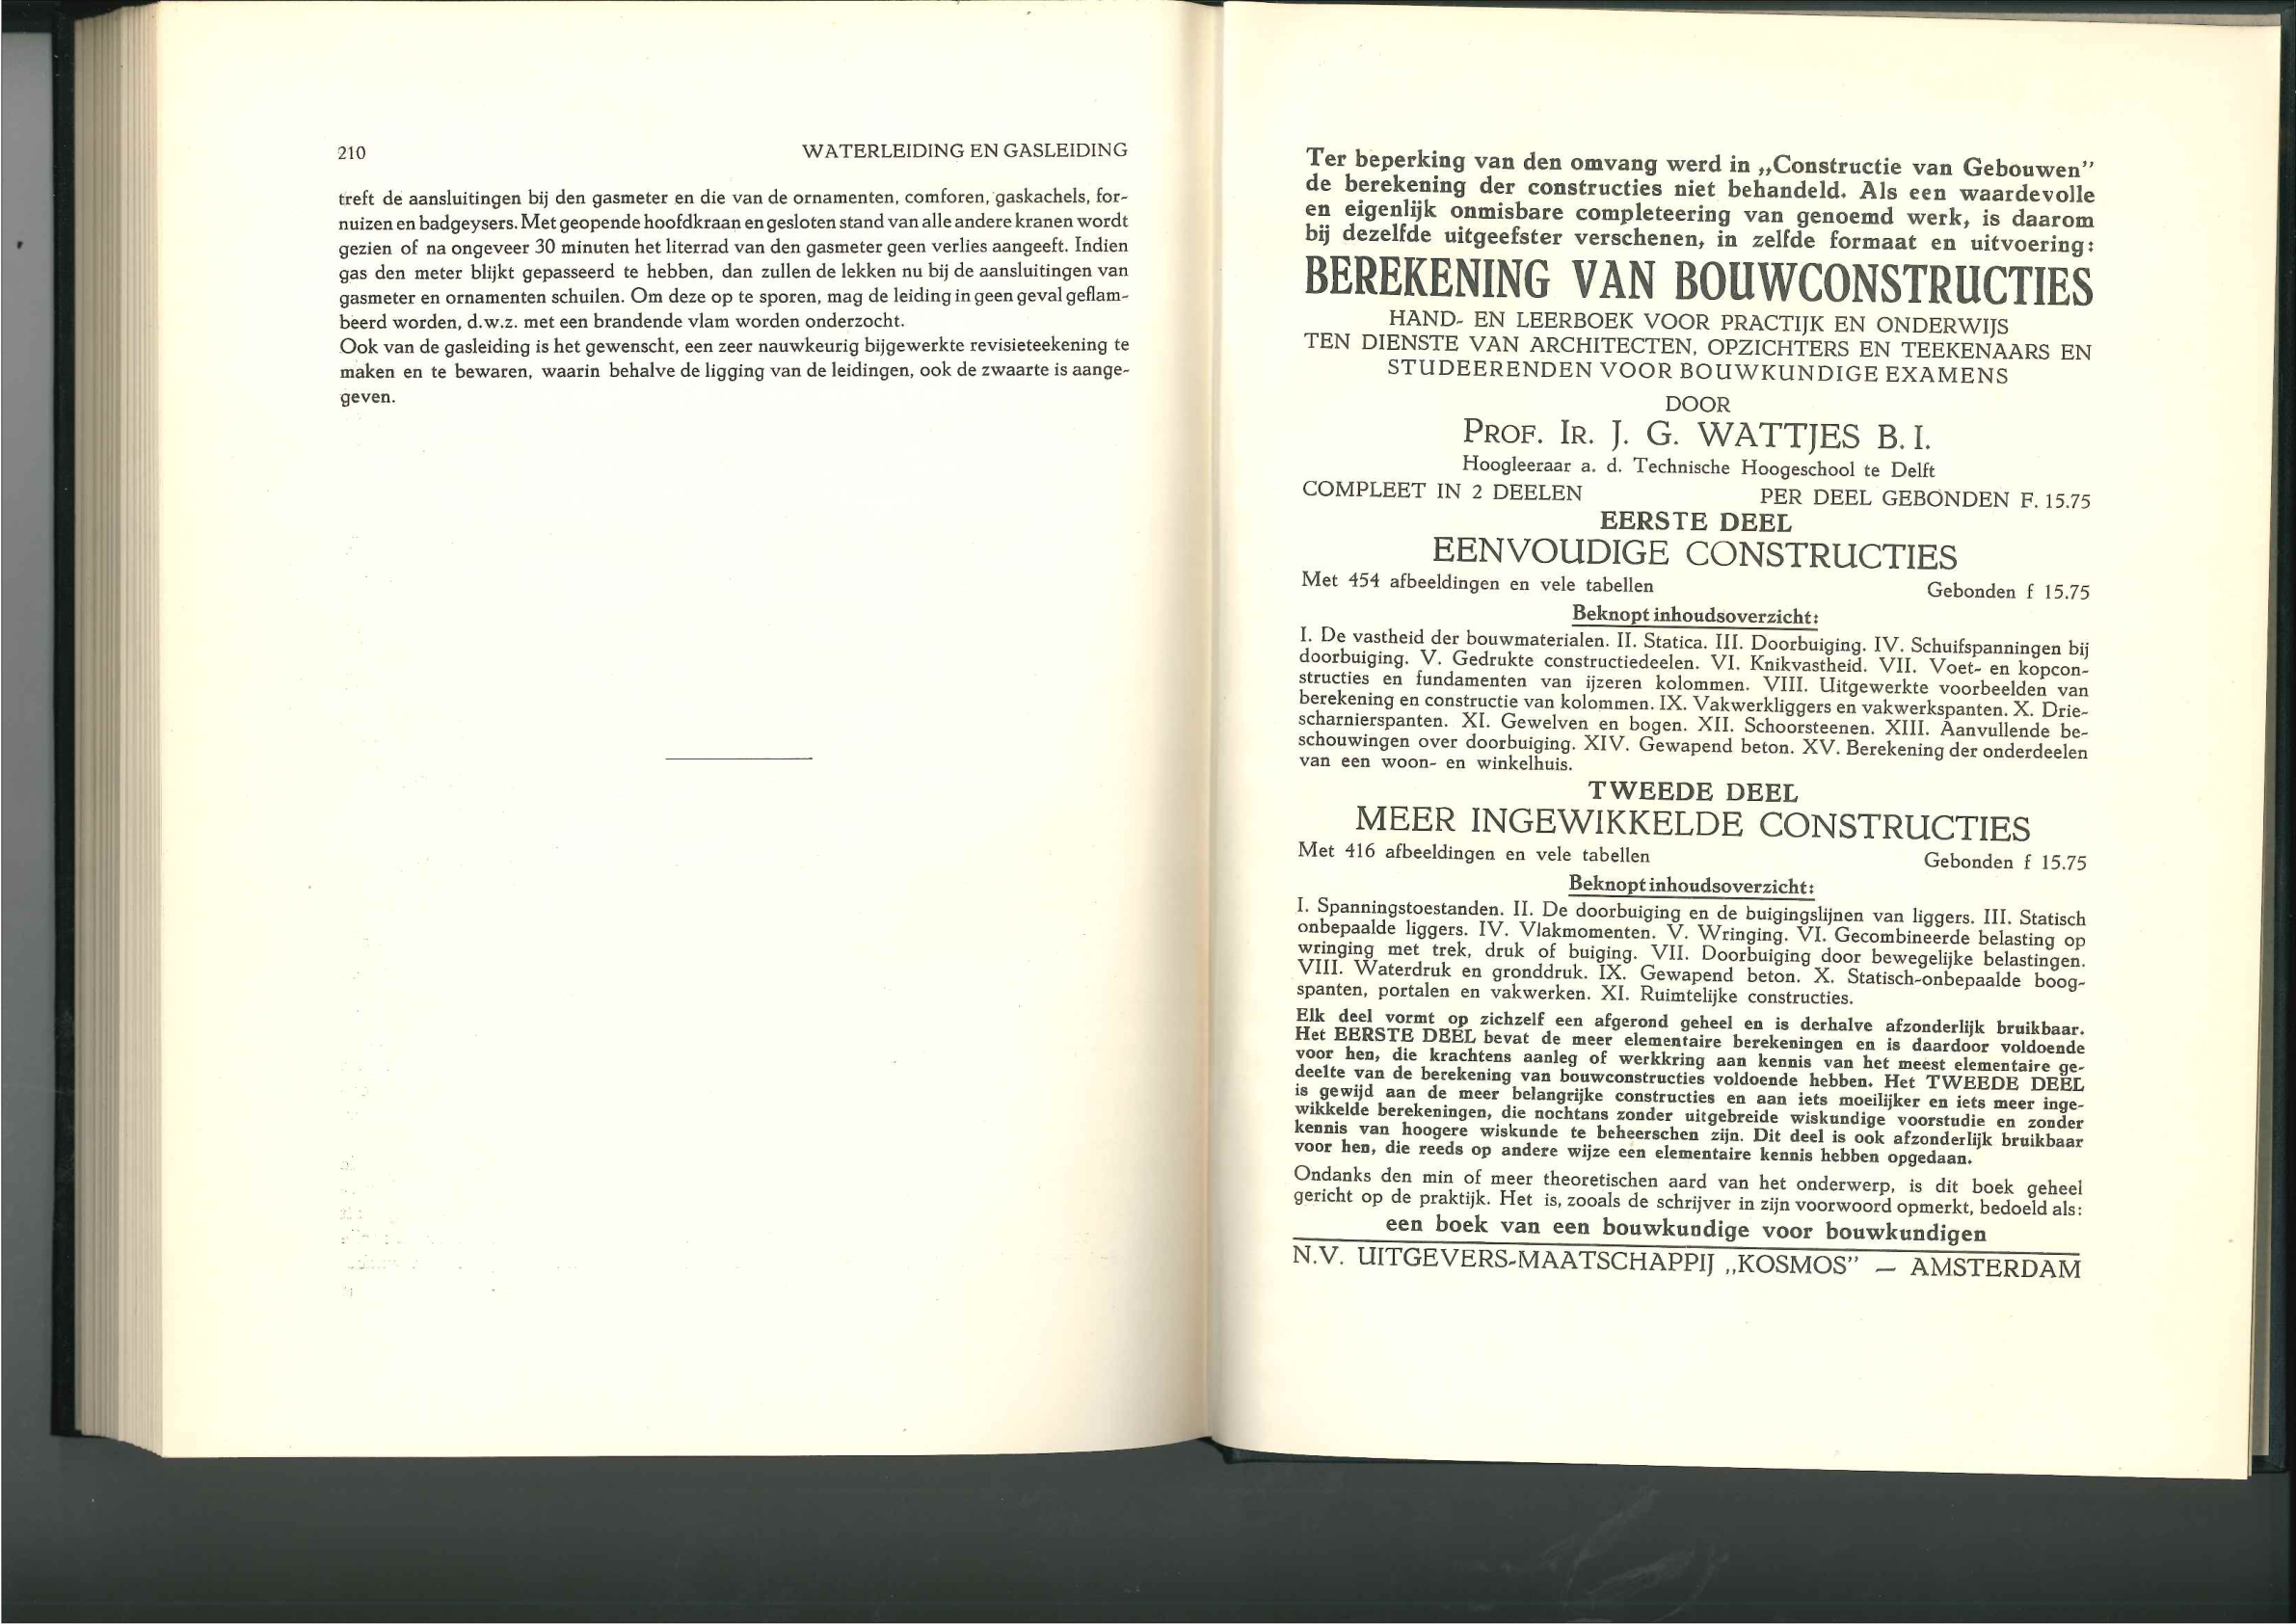 210
WATERLEIDING EN GASLEIDING
treft de aansluitingen bij den gasmeter en die van de ornamenten, comforen, gaskachels, for-
nuizen en badgeysers. Met geopende hoofdkraan en gesloten stand van alle andere kranen wordt
gezien of na ongeveer 30 minuten het literrad van den gasmeter geen verlies aangeeft. Indien
gas den meter blijkt gepasseerd te hebben, dan zullen de lekken nu bij de aansluitingen van
gasmeter en ornamenten schuilen. Om deze op te sporen, mag de leiding in geen geval geflam-
beerd worden, d.w.z. met een brandende vlam worden onderzocht.
Ook van de gasleiding is het gewenscht, een zeer nauwkeurig bijgewerkte revisieteekening te
maken en te bewaren, waarin behalve de ligging van de leidingen, ook de zwaarte is aange-
geven.
Ter beperking van den omvang werd in „Constructie van Gebouwen”
de berekening der constructies niet behandeld. Als een waardevolle
en eigenlijk onmisbare completeering van genoemd werk, is daarom
bij dezelfde uitgeefster verschenen, in zelfde formaat en uitvoering:
BEREKENING VAN BOUWCONSTRUCTIES
HAND- EN LEERBOEK VOOR PRACTIJK EN ONDERWIJS
TEN DIENSTE VAN ARCHITECTEN, OPZICHTERS EN TEEKENAARS EN
STUDEERENDEN VOOR BOUWKUNDIGE EXAMENS
DOOR
PROF. IR. J. G. WATTJES B. I.
Hoogleeraar a. d. Technische Hoogeschool te Delft
COMPLEET IN 2 DEELEN PER DEEL GEBONDEN F. 15.75
EERSTE DEEL
EENVOUDIGE CONSTRUCTIES
Met 454 afbeeldingen en vele tabellen Gebonden f 15.75
Beknopt inhoudsoverzicht:
I. De vastheid der bouwmaterialen. II. Statica. III. Doorbuiging. IV. Schuifspanningen bij
doorbuiging. V. Gedrukte constructiedeelen. VI. Knikvastheid. VII. Voet- en kopcon-
structies en fundamenten van ijzeren kolommen. VIII. Uitgewerkte voorbeelden van
berekening en constructie van kolommen. IX. Vakwerkliggers en vakwerkspanten. X. Drie-
scharnierspanten. XI. Gewelven en bogen. XII. Schoorsteenen. XIII. Aanvullende be-
schouwingen over doorbuiging. XIV. Gewapend beton. XV. Berekening der onderdeelen
van een woon- en winkelhuis.
TWEEDE DEEL
MEER INGEWIKKELDE CONSTRUCTIES
Met 416 afbeeldingen en vele tabellen Gebonden f 15.75
Beknopt inhoudsoverzicht:
I. Spanningstoestanden. II. De doorbuiging en de buigingslijnen van liggers. III. Statisch
onbepaalde liggers. IV. Vlakmomenten. V. Wringing. VI. Gecombineerde belasting op
wringing met trek, druk of buiging. VII. Doorbuiging door bewegelijke belastingen.
VIII. Waterdruk en gronddruk. IX. Gewapend beton. X. Statisch-onbepaalde boog-
spanten, portalen en vakwerken. XI. Ruimtelijke constructies.
Elk deel vormt op zichzelf een afgerond geheel en is derhalve afzonderlijk bruikbaar.
Het EERSTE DEEL bevat de meer elementaire berekeningen en is daardoor voldoende
voor hen, die krachtens aanleg of werkkring aan kennis van het meest elementaire ge-
deelte van de berekening van bouwconstructies voldoende hebben. Het TWEEDE DEEL
is gewijd aan de meer belangrijke constructies en aan iets moeilijker en iets meer inge-
wikkelde berekeningen, die nochtans zonder uitgebreide wiskundige voorstudie en zonder
kennis van hoogere wiskunde te beheerschen zijn. Dit deel is ook afzonderlijk bruikbaar
voor hen, die reeds op andere wijze een elementaire kennis hebben opgedaan.
Ondanks den min of meer theoretischen aard van het onderwerp, is dit boek geheel
gericht op de praktijk. Het is, zooals de schrijver in zijn voorwoord opmerkt, bedoeld als:
een boek van een bouwkundige voor bouwkundigen
N.V. UITGEVERS-MAATSCHAPPIJ „KOSMOS” — AMSTERDAM